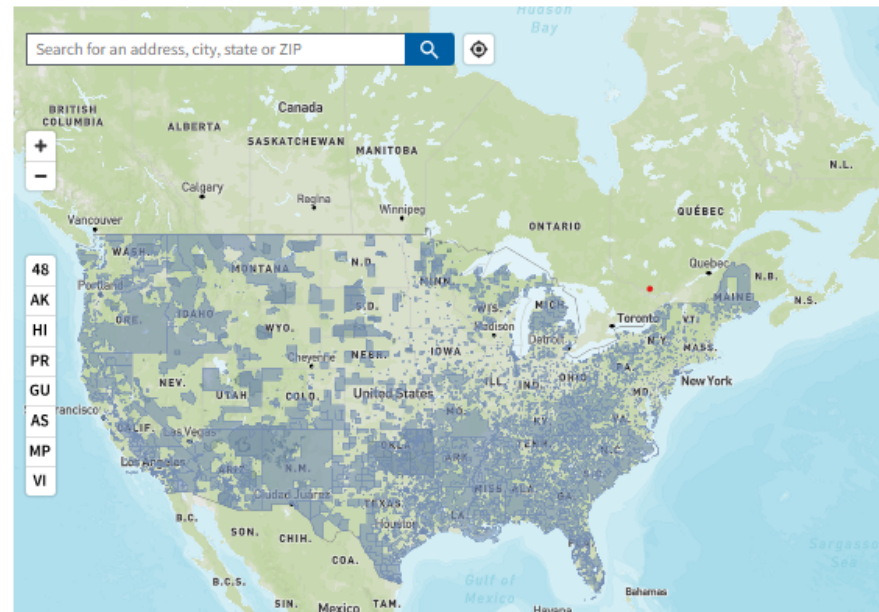 Hudson
Bay
Search for an address, city, state or ZIP
BRITISH
COLUMBIA
Canada
ALBERTA
SASKATCHEWAN
MANITOBA
+
−
N.L.
Calgary
Regina
Winnipeg
QUÉBEC
Vancouver
ONTARIO
WASH.
MONTANA
N.D.
MINN.
Quebec
N.B.
48
AK
HI
PR
GU
AS
MP
VI
Portland
ORE.
IDAHO
S.D.
WIS.
MICH.
MAINE
N.S.
WYO.
Madison
Toronto
VT.
Detroit
N.Y.
MASS.
Cheyenne
NEBR.
IOWA
PA.
NEV.
UTAH
COLO.
United States
ILL.
IND.
OHIO
MD.
New York
Francisco
CALIF.
Las Vegas
MO.
KY.
VA.
Los Angeles
ARIZ.
N.M.
OKLA.
ARK.
TENN.
N.C.
S.C.
Ciudad Juárez
TEXAS
MISS.
ALA.
GA.
B.C.
SON.
CHIH.
Houston
LA.
FLA.
COA.
B.C.S.
Gulf of
Mexico
Sargasso
Sea
SIN.
Mexico
TAM.
Havana
Bahamas